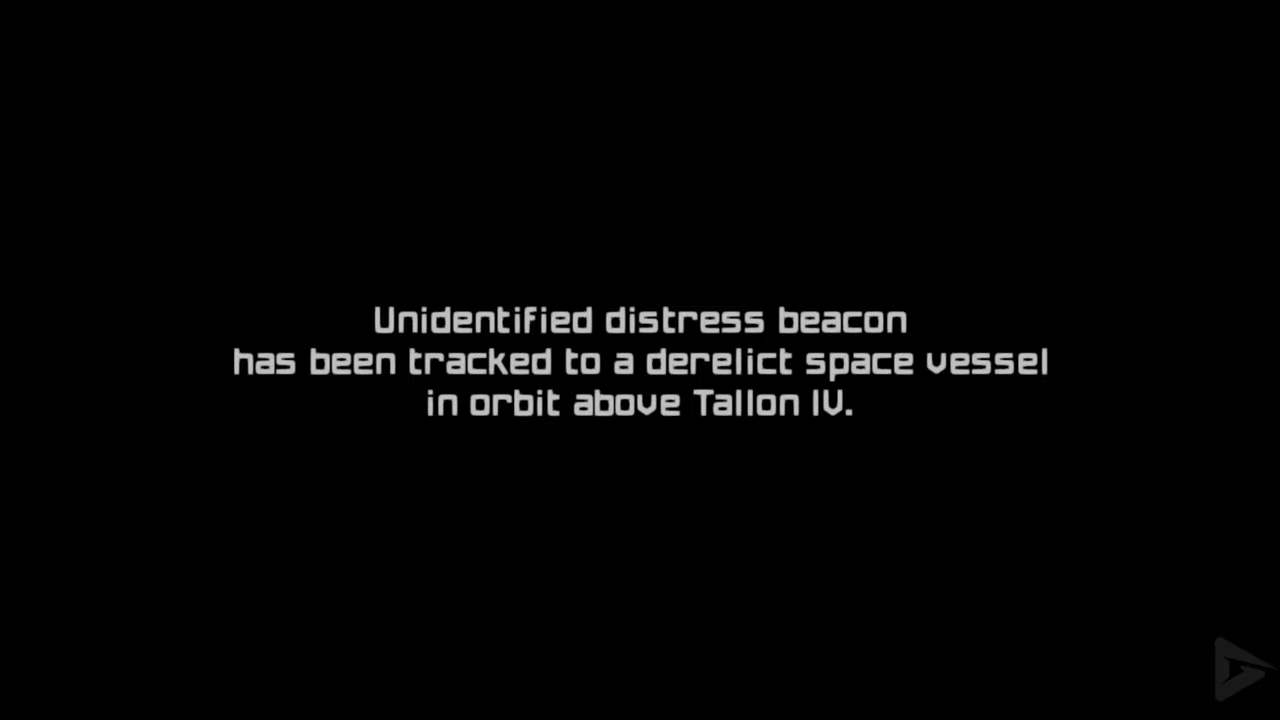 Unidentified distress beacon
has been tracked to a derelict space vessel
in orbit above Tallon IV.